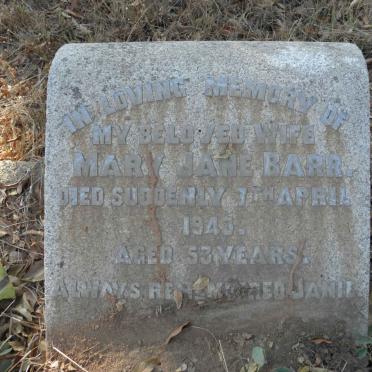 IN LOVING MEMORY OF
MY BELOVED WIFE
MARY JANE BARR.
DIED SUDDENLY 7TH APRIL
1943.
AGED 53 YEARS.
ALWAYS REMEMBERED JANIE